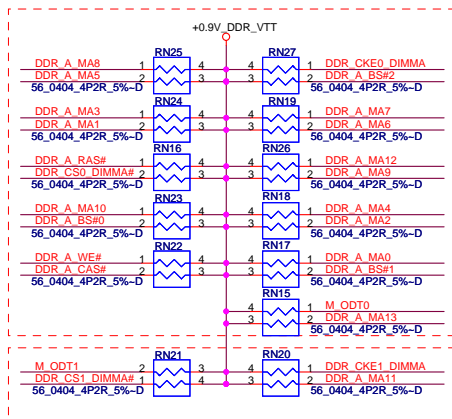 +0.9V_DDR_VTT
RN25 RN27
DDR_A_MA8 1 4 4 1 DDR_CKE0_DIMMA
DDR_A_MA5 2 3 3 2 DDR_A_BS#2
56_0404_4P2R_5%~D 56_0404_4P2R_5%~D
RN24 RN19
DDR_A_MA3 1 4 4 1 DDR_A_MA7
DDR_A_MA1 2 3 3 2 DDR_A_MA6
56_0404_4P2R_5%~D 56_0404_4P2R_5%~D
RN16 RN26
DDR_A_RAS# 1 4 4 1 DDR_A_MA12
DDR_CS0_DIMMA# 2 3 3 2 DDR_A_MA9
56_0404_4P2R_5%~D 56_0404_4P2R_5%~D
RN23 RN18
DDR_A_MA10 1 4 4 1 DDR_A_MA4
DDR_A_BS#0 2 3 3 2 DDR_A_MA2
56_0404_4P2R_5%~D 56_0404_4P2R_5%~D
RN22 RN17
DDR_A_WE# 1 4 4 1 DDR_A_MA0
DDR_A_CAS# 2 3 3 2 DDR_A_BS#1
56_0404_4P2R_5%~D 56_0404_4P2R_5%~D
RN15
4 1 M_ODT0
3 2 DDR_A_MA13
56_0404_4P2R_5%~D
RN21 RN20
M_ODT1 2 3 4 1 DDR_CKE1_DIMMA
DDR_CS1_DIMMA# 1 4 3 2 DDR_A_MA11
56_0404_4P2R_5%~D 56_0404_4P2R_5%~D